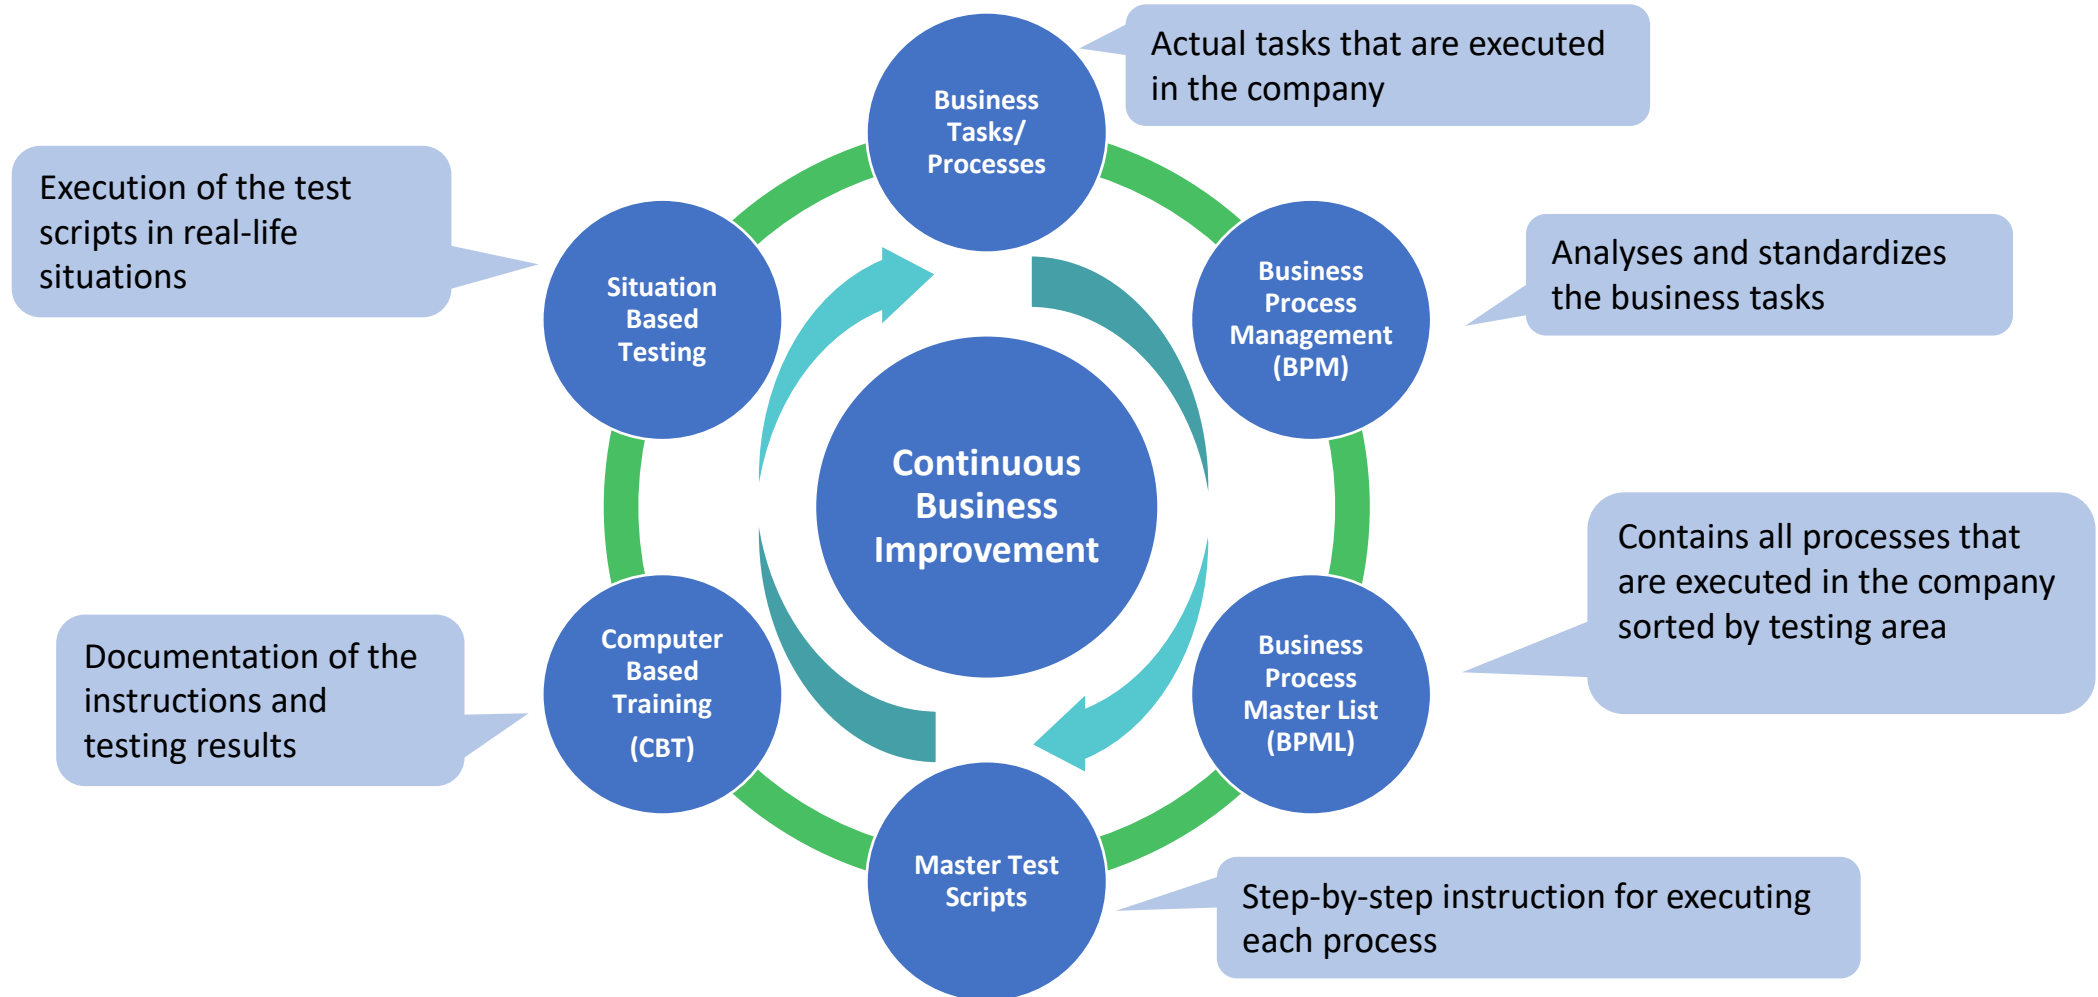 Business
Tasks/
Processes
Actual tasks that are executed
in the company
Business
Process
Management
(BPM)
Analyses and standardizes
the business tasks
Business
Process
Master List
(BPML)
Contains all processes that
are executed in the company
sorted by testing area
Master Test
Scripts
Step-by-step instruction for executing
each process
Computer
Based
Training
(CBT)
Documentation of the
instructions and
testing results
Situation
Based
Testing
Execution of the test
scripts in real-life
situations
Continuous
Business
Improvement